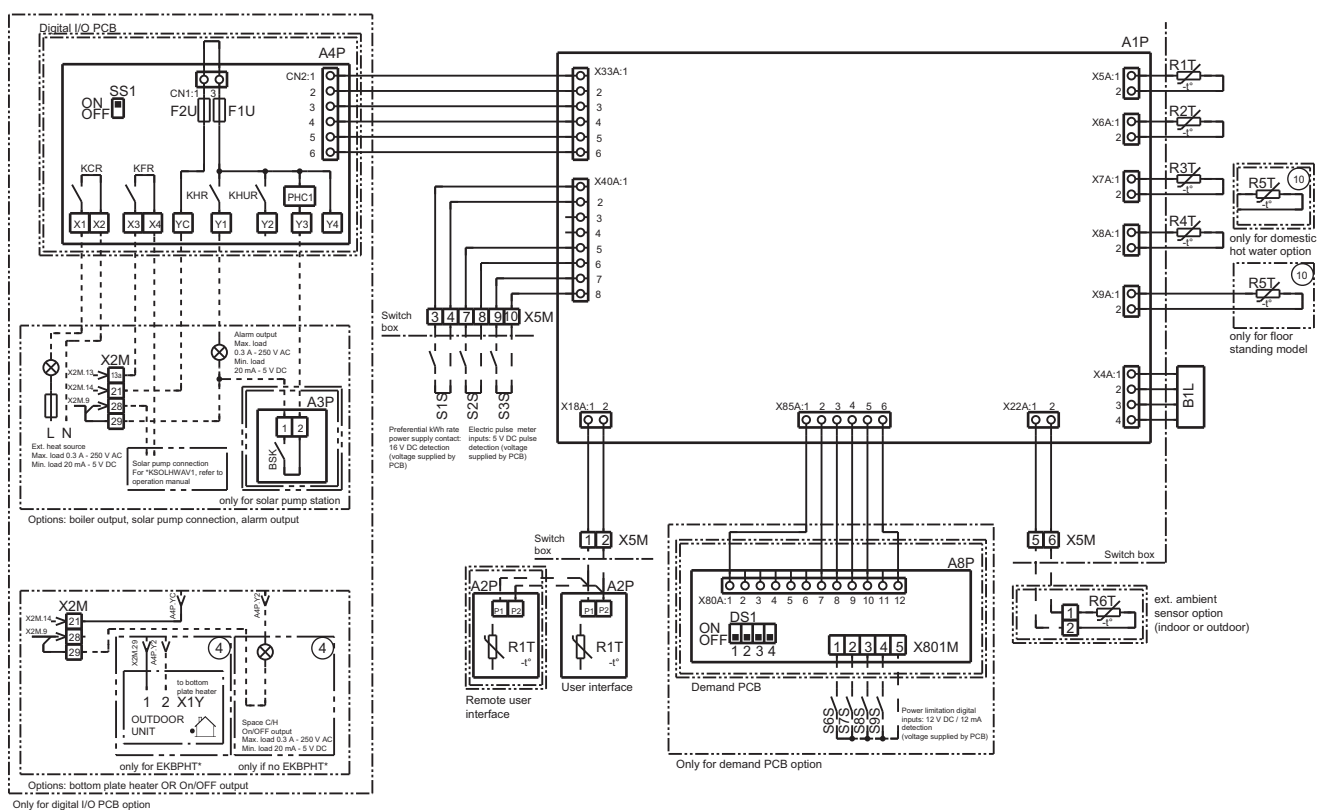 Digital I/O PCB
A4P
A1P
CN2:1
2
3
4
5
6
SS1
ON
OFF
CN1:1 3
F2U F1U
KCR
KFR
KHR
KHUR
PHC1
X1 X2 X3 X4 YC Y1 Y2 Y3 Y4
X33A:1
2
3
4
5
6
X40A:1
2
3
4
5
6
7
8
Switch
box
3 4 7 8 9 10 X5M
S1S
S2S
S3S
Preferential kWh rate
power supply contact:
16 V DC detection
(voltage supplied by
PCB)
Electric pulse meter
inputs: 5 V DC pulse
detection (voltage
supplied by PCB)
X5A:1
2
R1T
-t°
X6A:1
2
R2T
-t°
X7A:1
2
R3T
-t°
X8A:1
2
R4T
-t°
R5T
-t°
10
only for domestic
hot water option
X9A:1
2
R5T
-t°
10
only for floor
standing model
X4A:1
2
3
4
B1L
X18A:1 2
X85A:1 2 3 4 5 6
X22A:1 2
Alarm output
Max. load
0.3 A - 250 V AC
Min. load
20 mA - 5 V DC
X2M
X2M.13
13a
X2M.14
21
X2M.9
28
29
L N
Ext. heat source
Max. load 0.3 A - 250 V AC
Min. load 20 mA - 5 V DC
Solar pump connection
For *KSOLHWAV1, refer to
operation manual
A3P
1 2
BSK
only for solar pump station
Options: boiler output, solar pump connection, alarm output
Switch
box
1 2 X5M
A2P
P1 P2
R1T
-t°
Remote user
interface
A2P
P1 P2
R1T
-t°
User interface
A8P
X80A:1 2 3 4 5 6 7 8 9 10 11 12
DS1
ON
OFF
1 2 3 4
1 2 3 4 5 X801M
Demand PCB
S6S
S7S
S8S
S9S
Power limitation digital
inputs: 12 V DC / 12 mA
detection
(voltage supplied by PCB)
Only for demand PCB option
5 6 X5M
Switch box
1
2
R6T
-t°
ext. ambient
sensor option
(indoor or outdoor)
X2M
X2M.14
21
X2M.9
28
29
A4P.YC
A4P.Y2
X2M.29
A4P.Y2
4
4
to bottom
plate heater
1 2 X1Y
OUTDOOR
UNIT
Space C/H
On/OFF output
Max. load 0.3 A - 250 V AC
Min. load 20 mA - 5 V DC
only for EKBPHT*
only if no EKBPHT*
Options: bottom plate heater OR On/OFF output
Only for digital I/O PCB option